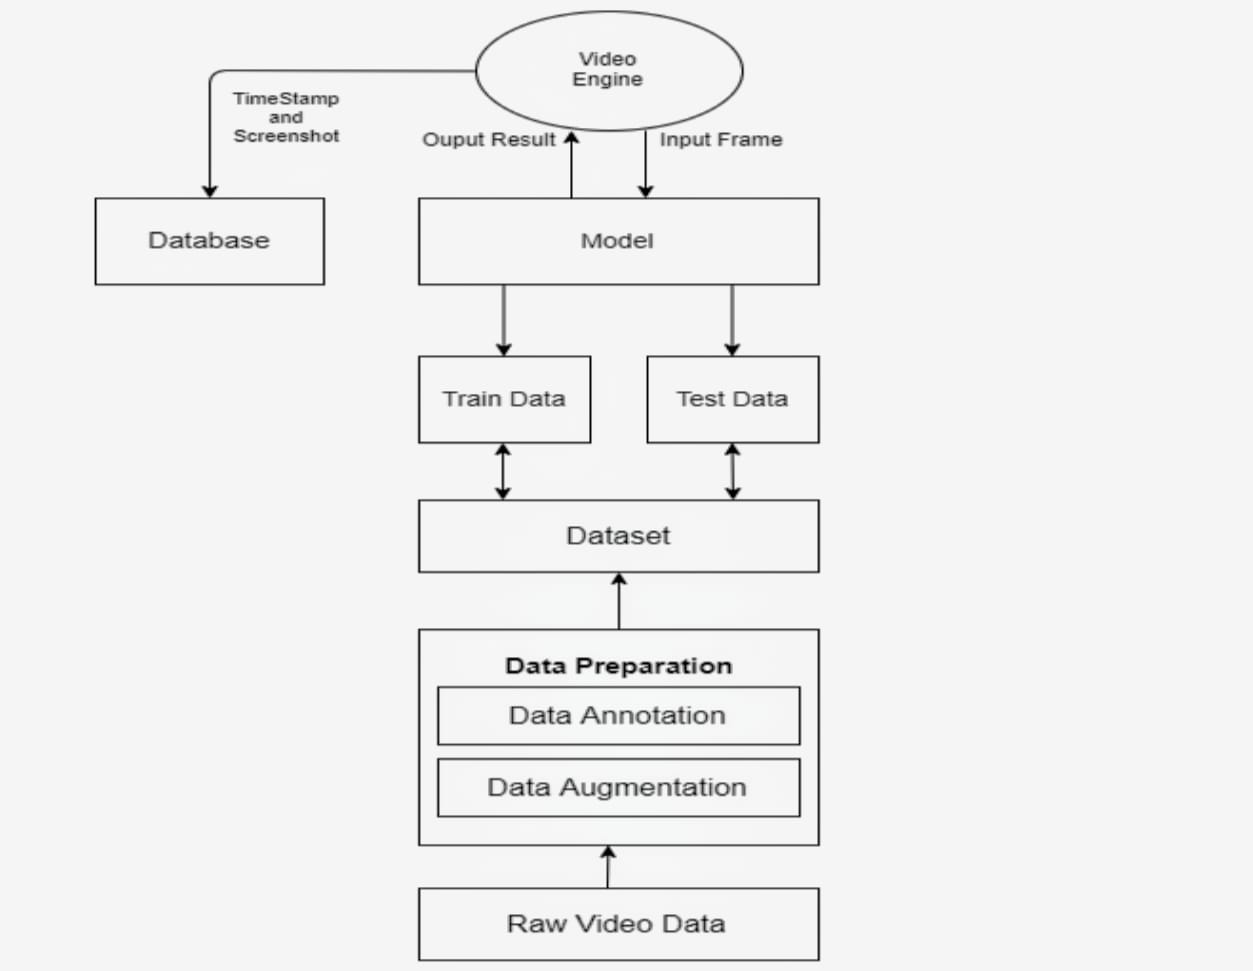 Video
Engine
TimeStamp
and
Screenshot
Ouput Result
Input Frame
Database
Model
Train Data
Test Data
Dataset
Data Preparation
Data Annotation
Data Augmentation
Raw Video Data